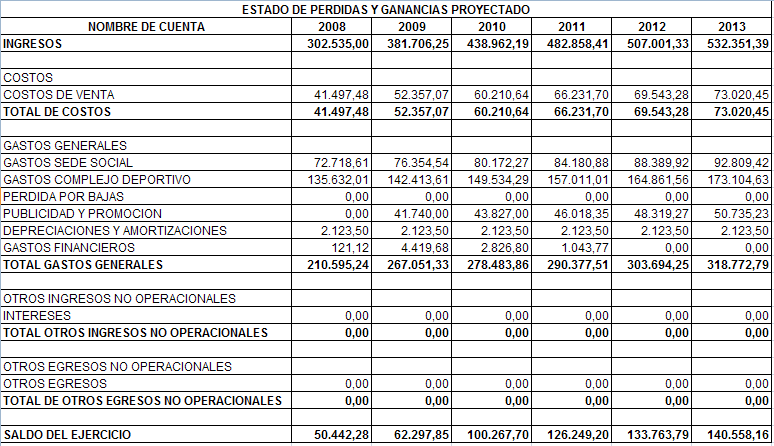 ESTADO DE PERDIDAS Y GANANCIAS PROYECTADO
NOMBRE DE CUENTA 2008 2009 2010 2011 2012 2013
INGRESOS 302.535,00 381.706,25 438.962,19 482.858,41 507.001,33 532.351,39
COSTOS
COSTOS DE VENTA 41.497,48 52.357,07 60.210,64 66.231,70 69.543,28 73.020,45
TOTAL DE COSTOS 41.497,48 52.357,07 60.210,64 66.231,70 69.543,28 73.020,45
GASTOS GENERALES
GASTOS SEDE SOCIAL 72.718,61 76.354,54 80.172,27 84.180,88 88.389,92 92.809,42
GASTOS COMPLEJO DEPORTIVO 135.632,01 142.413,61 149.534,29 157.011,01 164.861,56 173.104,63
PERDIDA POR BAJAS 0,00 0,00 0,00 0,00 0,00 0,00
PUBLICIDAD Y PROMOCION 0,00 41.740,00 43.827,00 46.018,35 48.319,27 50.735,23
DEPRECIACIONES Y AMORTIZACIONES 2.123,50 2.123,50 2.123,50 2.123,50 2.123,50 2.123,50
GASTOS FINANCIEROS 121,12 4.419,68 2.826,80 1.043,77 0,00 0,00
TOTAL GASTOS GENERALES 210.595,24 267.051,33 278.483,86 290.377,51 303.694,25 318.772,79
OTROS INGRESOS NO OPERACIONALES
INTERESES 0,00 0,00 0,00 0,00 0,00 0,00
TOTAL OTROS INGRESOS NO OPERACIONALES 0,00 0,00 0,00 0,00 0,00 0,00
OTROS EGRESOS NO OPERACIONALES
OTROS EGRESOS 0,00 0,00 0,00 0,00 0,00 0,00
TOTAL DE OTROS EGRESOS NO OPERACIONALES 0,00 0,00 0,00 0,00 0,00 0,00
SALDO DEL EJERCICIO 50.442,28 62.297,85 100.267,70 126.249,20 133.763,79 140.558,16